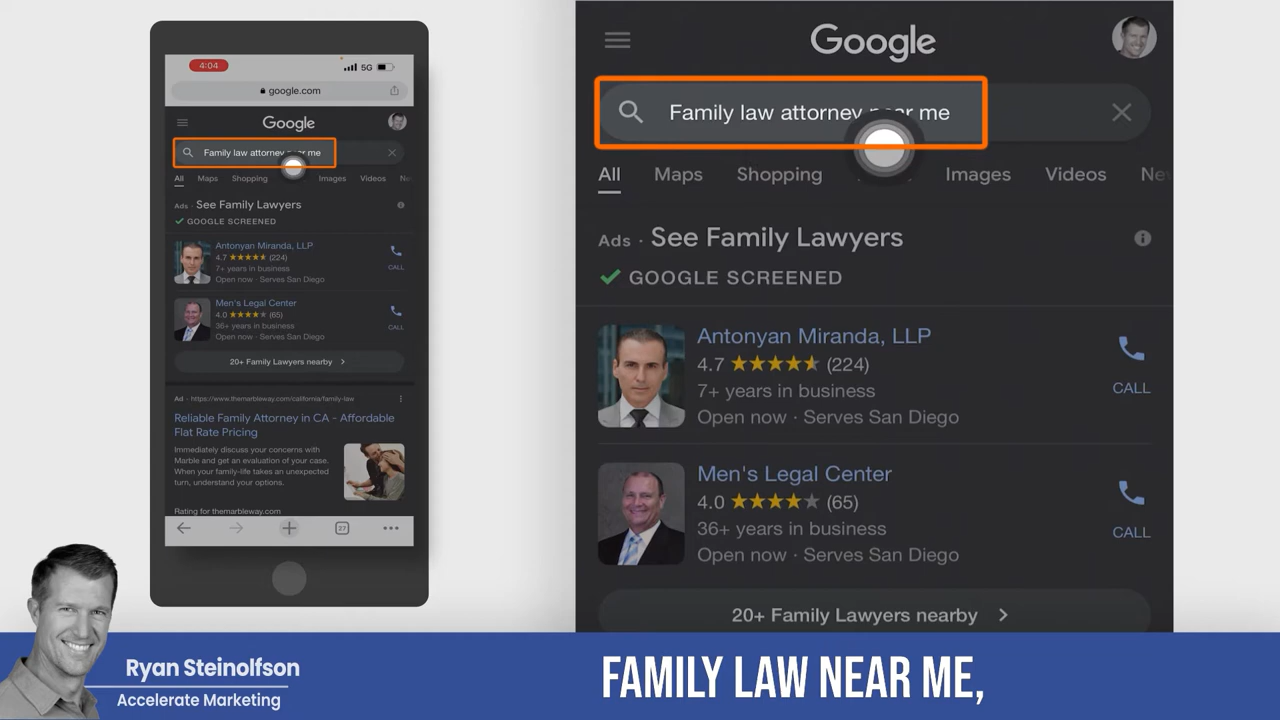 4:04
5G
google.com
Google
Family law attorney near me
All Maps Shopping Images Videos
Ads · See Family Lawyers
GOOGLE SCREENED
Antonyan Miranda, LLP
4.7 (224)
7+ years in business
Open now · Serves San Diego
CALL
Men's Legal Center
4.0 (65)
36+ years in business
Open now · Serves San Diego
CALL
20+ Family Lawyers nearby
Ad · https://www.themarbleway.com/california/family-law
Reliable Family Attorney in CA - Affordable
Flat Rate Pricing
Immediately discuss your concerns with
Marble and get an evaluation of your case.
When your family-life takes an unexpected
turn, understand your options.
Rating for themarbleway.com
27
Google
Family law attorney near me
All Maps Shopping Images Videos
Ads · See Family Lawyers
GOOGLE SCREENED
Antonyan Miranda, LLP
4.7 (224)
7+ years in business
Open now · Serves San Diego
CALL
Men's Legal Center
4.0 (65)
36+ years in business
Open now · Serves San Diego
CALL
20+ Family Lawyers nearby
Ryan Steinolfson
Accelerate Marketing
FAMILY LAW NEAR ME,